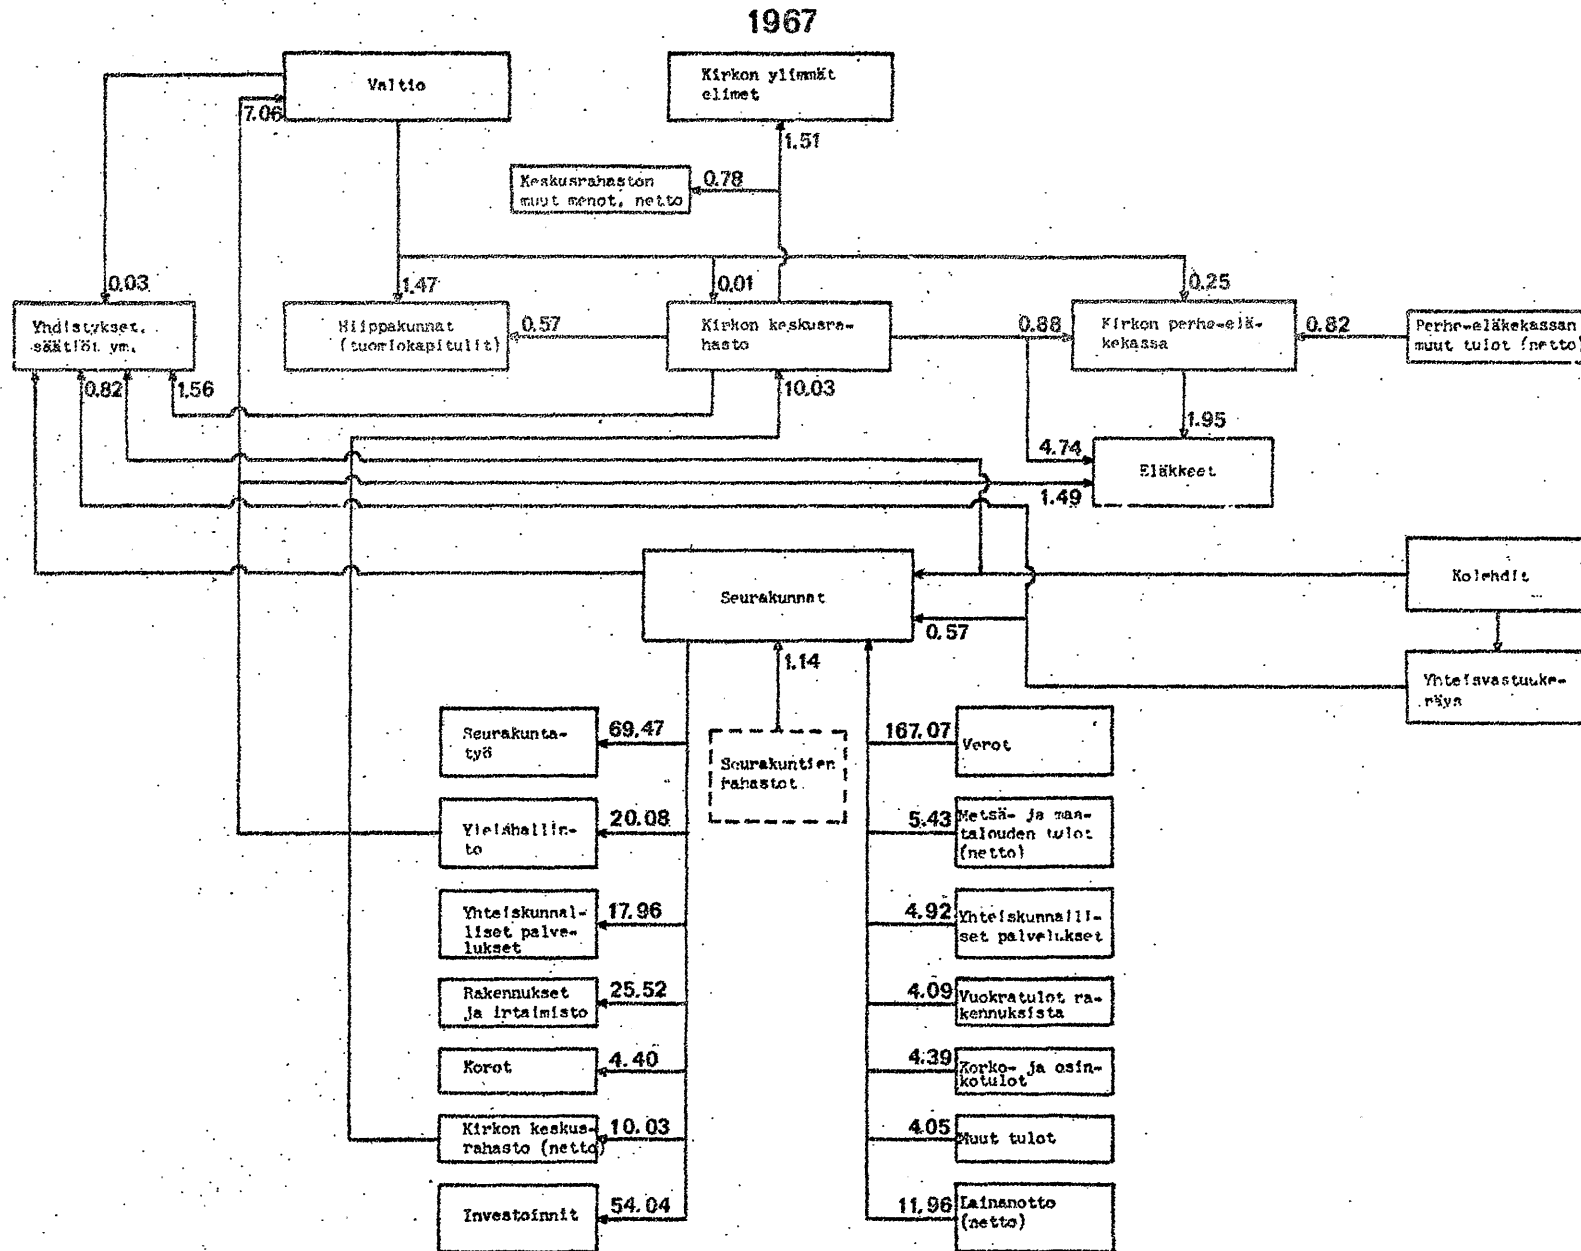 1967
Valtio
Kirkon ylimmät
elimet
7.06
1.51
Keskusrahaston
muut menot, netto
0.78
0.03
1.47
0.01
0.25
Yhdistykset,
säätiöt ym.
Hiippakunnat
(tuomiokapitulit)
0.57
Kirkon keskusra-
hasto
0.88
Kirkon perhe-elä-
kekassa
0.82
Perhe-eläkekassan
muut tulot (netto)
0.82
1.56
10.03
1.95
4.74
Eläkkeet
1.49
Seurakunnat
Kolehdit
0.57
1.14
Yhteisvastuuke-
räys
Seurakunta-
työ
69.47
Seurakuntien
rahastot
167.07
Verot
Yleishallin-
to
20.08
5.43
Metsä- ja maa-
talouden tulot
(netto)
Yhteiskunnal-
liset palve-
lukset
17.96
4.92
Yhteiskunnalli-
set palvelukset
Rakennukset
ja irtaimisto
25.52
4.09
Vuokratulot ra-
kennuksista
Korot
4.40
4.39
Korko- ja osin-
kotulot
Kirkon keskus-
rahasto (netto)
10.03
4.05
Muut tulot
Investoinnit
54.04
11.96
Lainanotto
(netto)